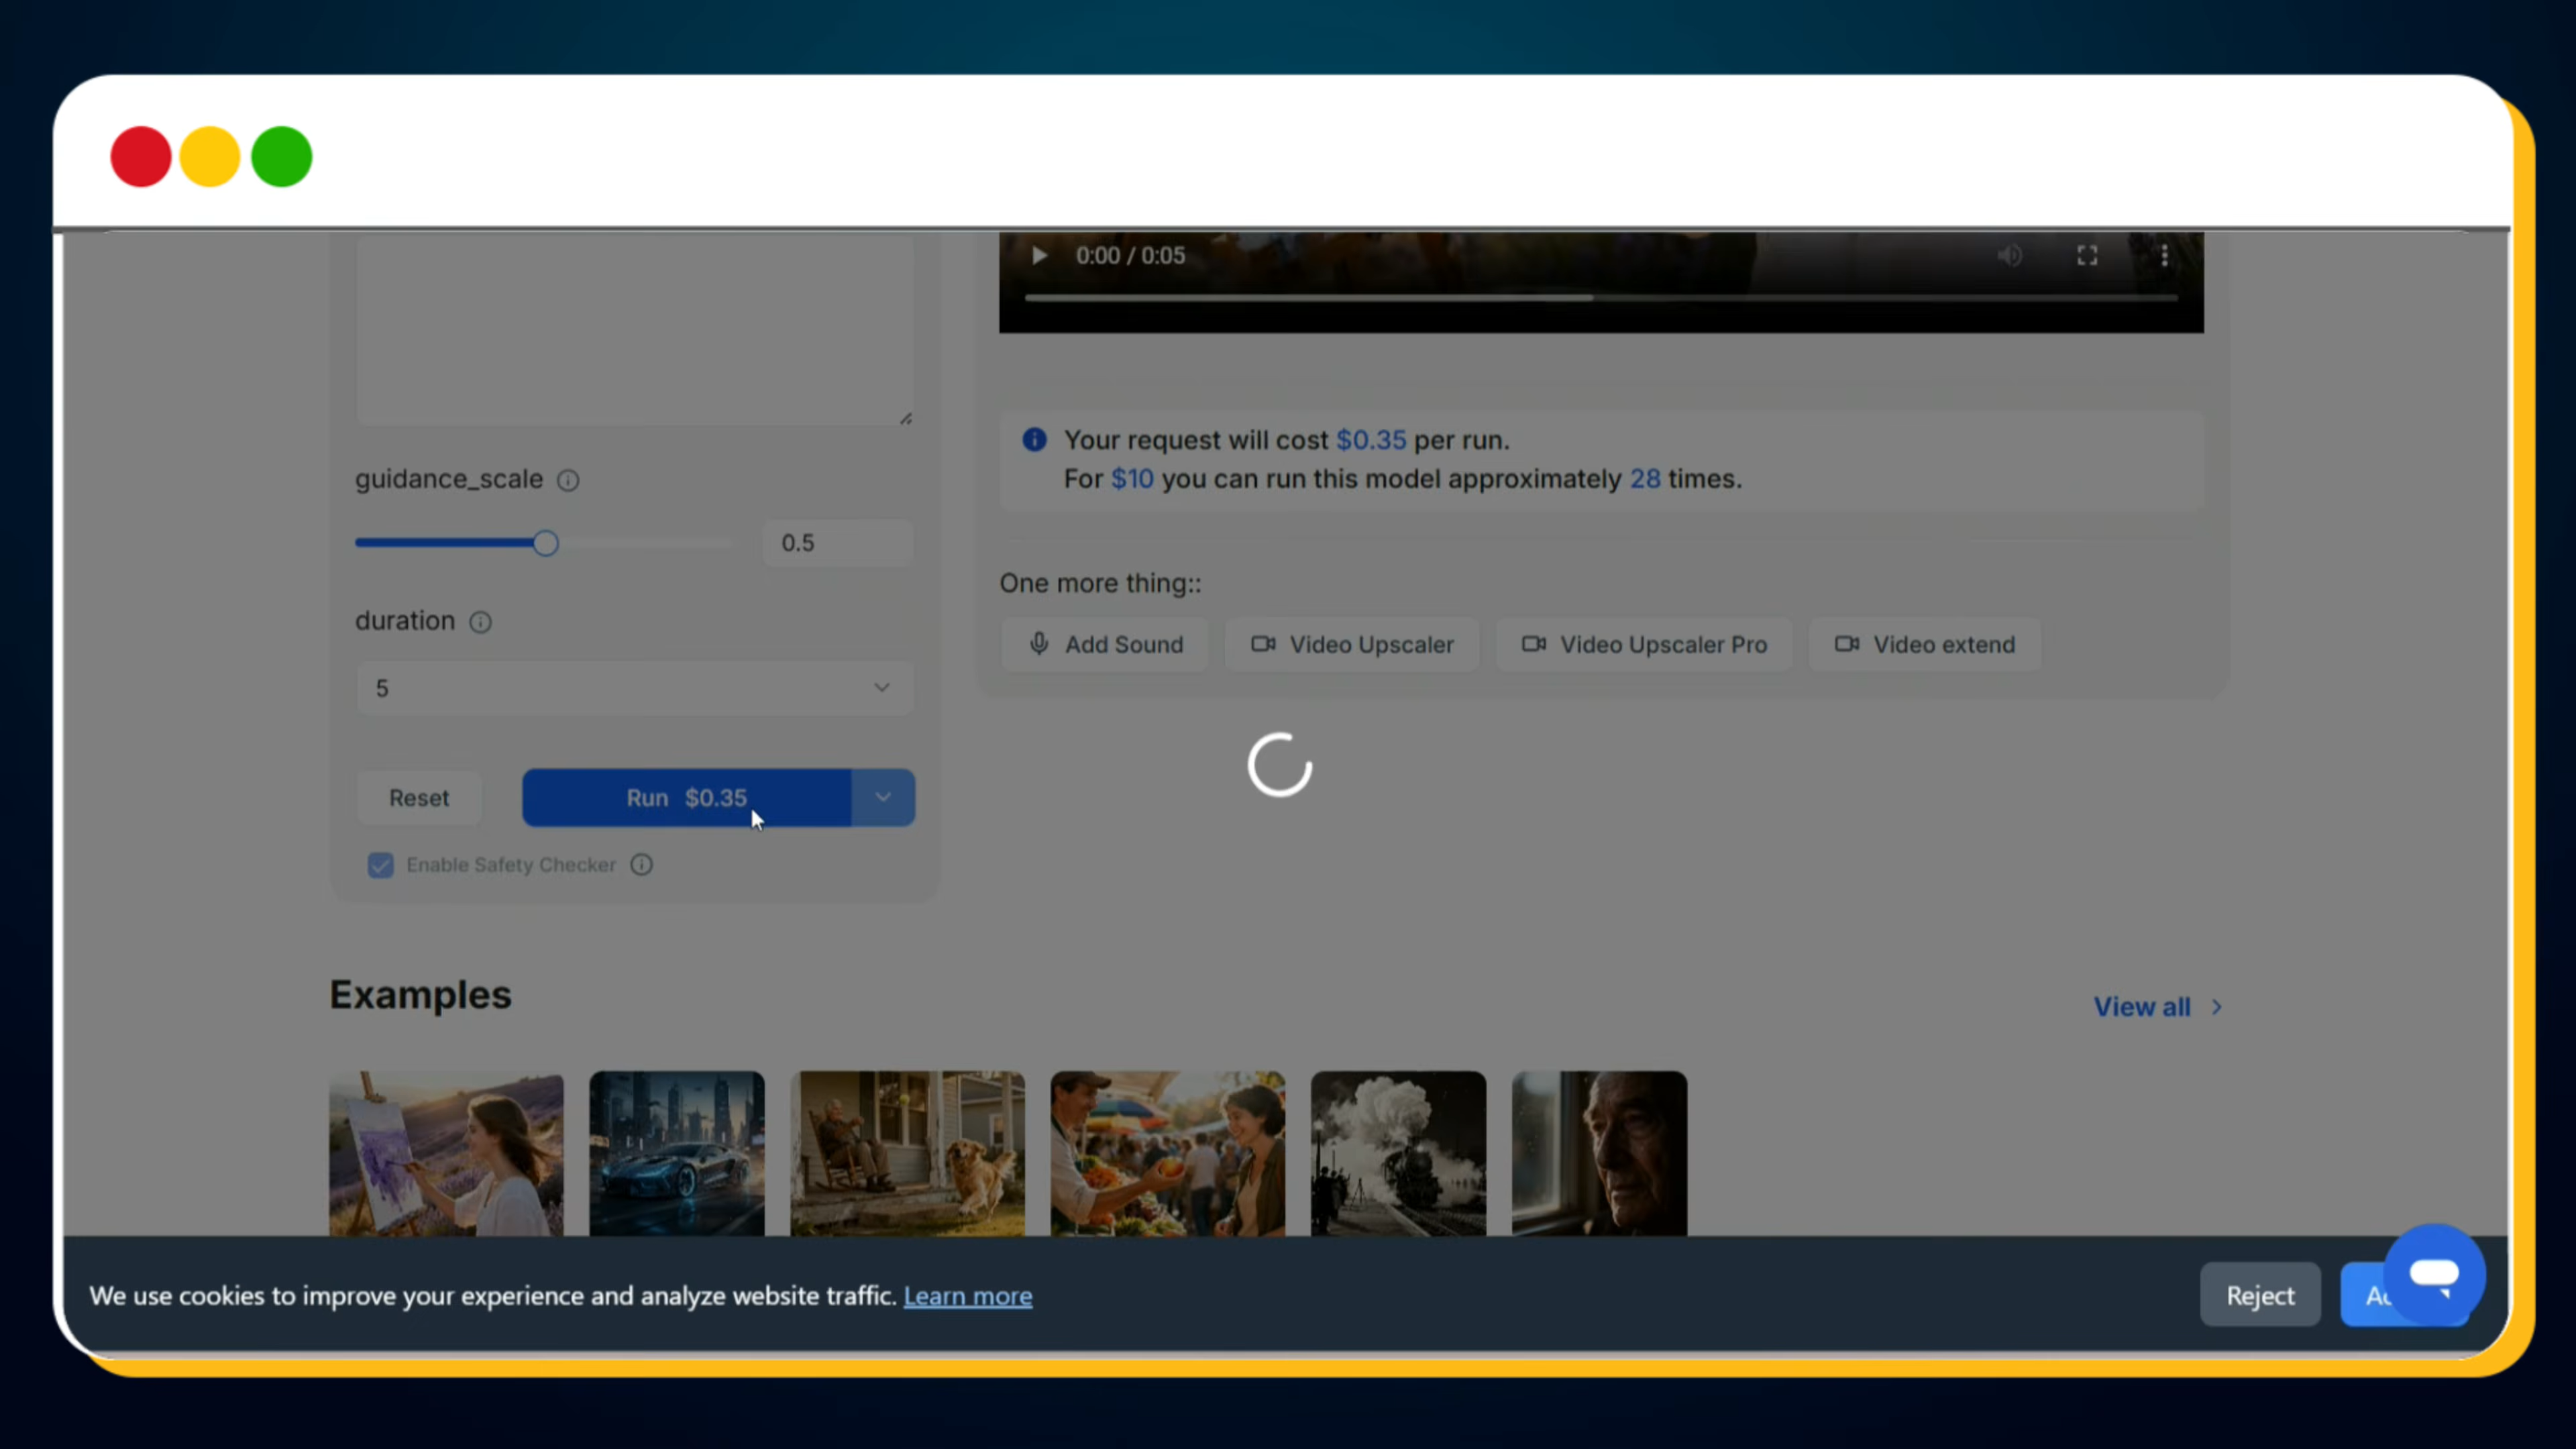 0:00 / 0:05
Your request will cost $0.35 per run.
For $10 you can run this model approximately 28 times.
guidance_scale
0.5
One more thing::
duration
Add Sound
Video Upscaler
Video Upscaler Pro
Video extend
5
Reset
Run $0.35
Enable Safety Checker
Examples
View all
We use cookies to improve your experience and analyze website traffic. Learn more
Reject